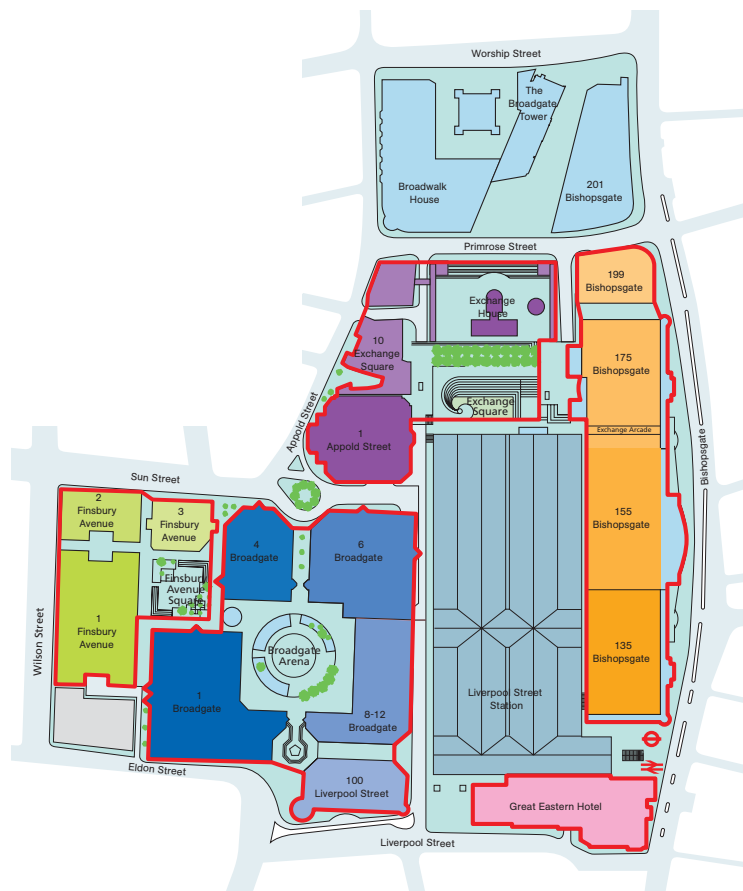 Worship Street
The
Broadgate
Tower
Broadwalk
House
201
Bishopsgate
Primrose Street
199
Bishopsgate
Exchange
House
10
Exchange
Square
175
Bishopsgate
Exchange
Square
Appold Street
1
Appold Street
Exchange Arcade
Bishopsgate
Sun Street
2
Finsbury
Avenue
3
Finsbury
Avenue
4
Broadgate
6
Broadgate
155
Bishopsgate
Finsbury
Avenue
Square
1
Finsbury
Avenue
Wilson Street
Broadgate
Arena
135
Bishopsgate
1
Broadgate
Liverpool Street
Station
8-12
Broadgate
Eldon Street
100
Liverpool Street
Great Eastern Hotel
Liverpool Street